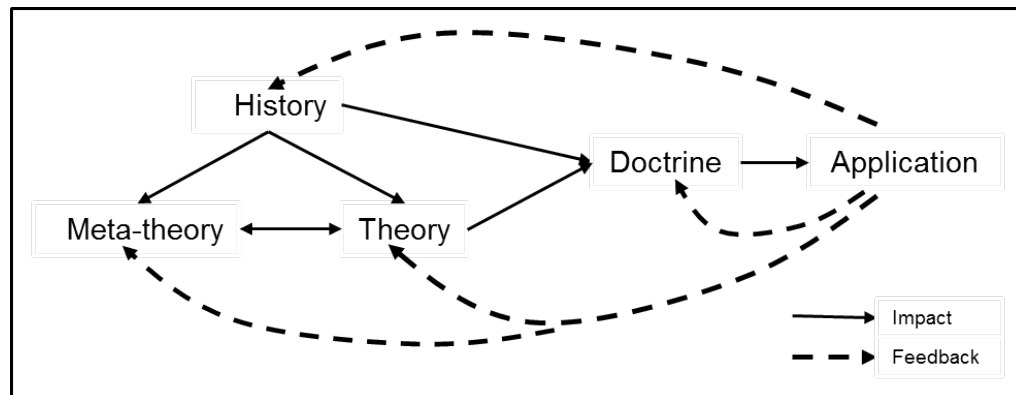 History
Doctrine
Application
Meta-theory
Theory
Impact
Feedback